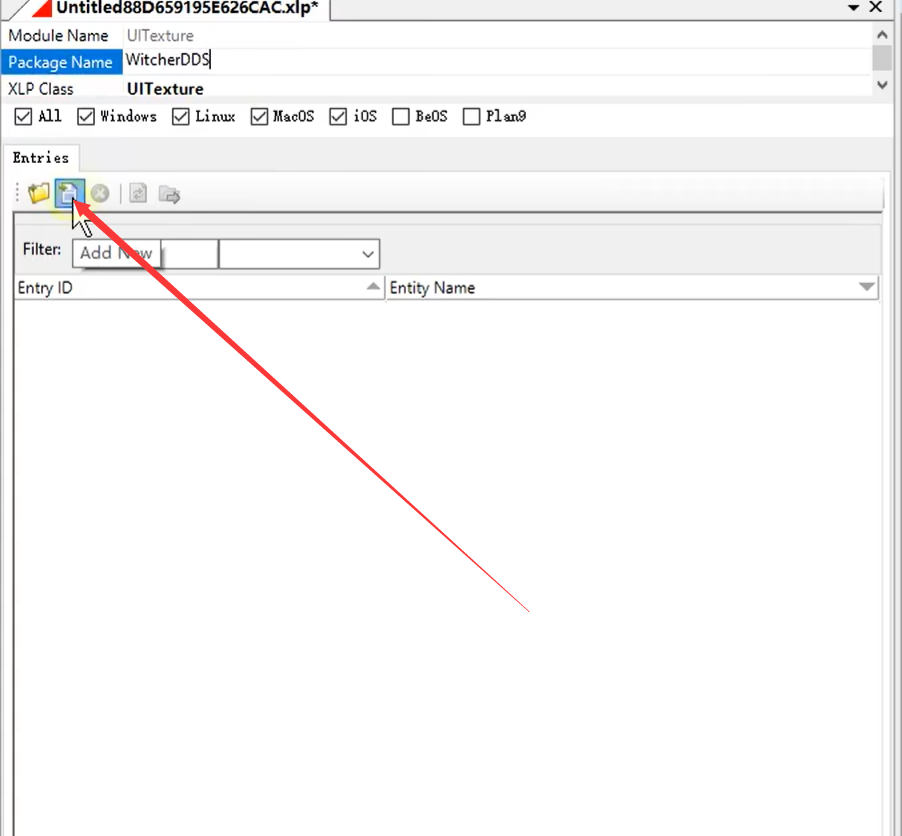 Untitled88D659195E626CAC.xlp*
Module Name UITexture
Package Name WitcherDDS
XLP Class UITexture
All Windows Linux MacOS iOS BeOS Plan9
Entries
Filter: Add New
Entry ID Entity Name